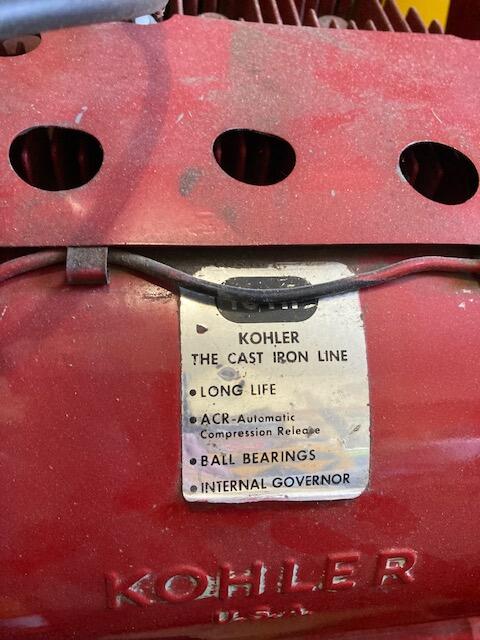 KOHLER
THE CAST IRON LINE
• LONG LIFE
• ACR-Automatic
Compression Release
• BALL BEARINGS
• INTERNAL GOVERNOR
KOHLER
U.S.A.